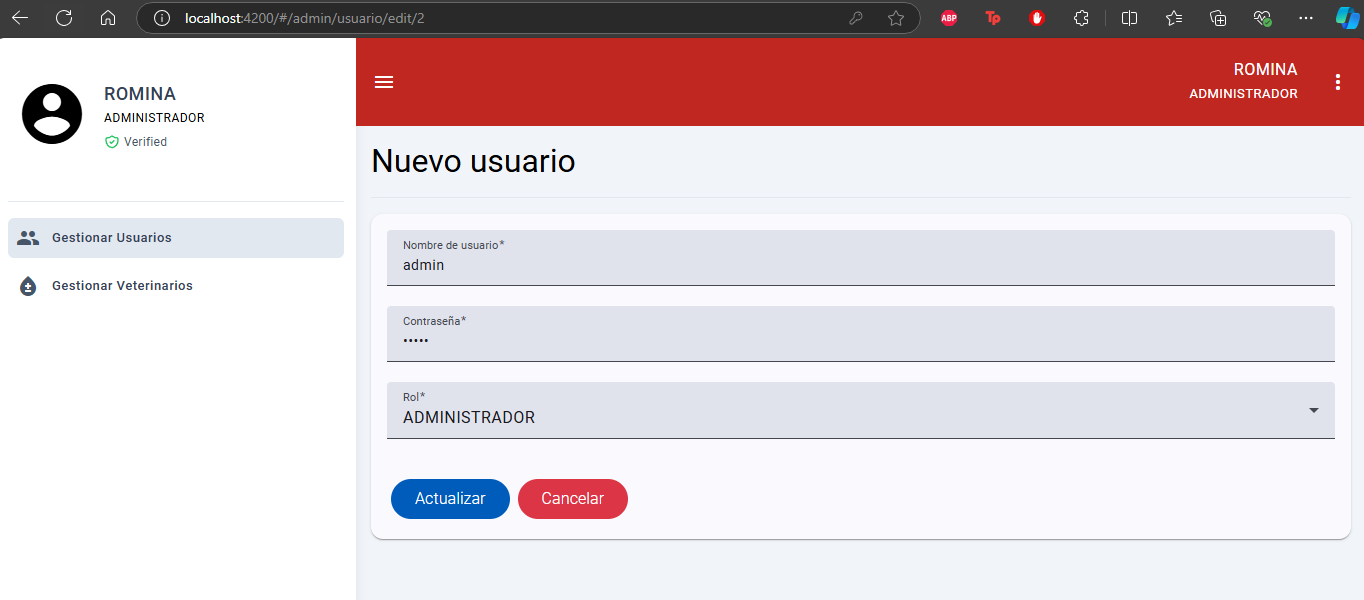 localhost:4200/#/admin/usuario/edit/2
ABP
Tp
ROMINA
ADMINISTRADOR
Verified
Gestionar Usuarios
Gestionar Veterinarios
ROMINA
ADMINISTRADOR
Nuevo usuario
Nombre de usuario*
admin
Contraseña*
•••••
Rol*
ADMINISTRADOR
Actualizar
Cancelar